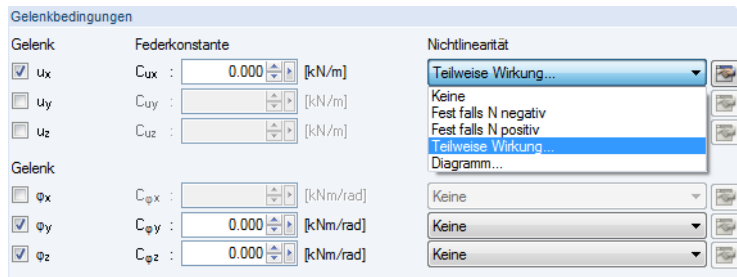 Gelenkbedingungen
Gelenk Federkonstante Nichtlinearität
ux Cux : 0.000 [kN/m] Teilweise Wirkung...
uy Cuy : [kN/m] Keine
Fest falls N negativ
uz Cuz : [kN/m] Fest falls N positiv
Teilweise Wirkung...
Diagramm...
Gelenk
φx Cφx : [kNm/rad] Keine
φy Cφy : 0.000 [kNm/rad] Keine
φz Cφz : 0.000 [kNm/rad] Keine